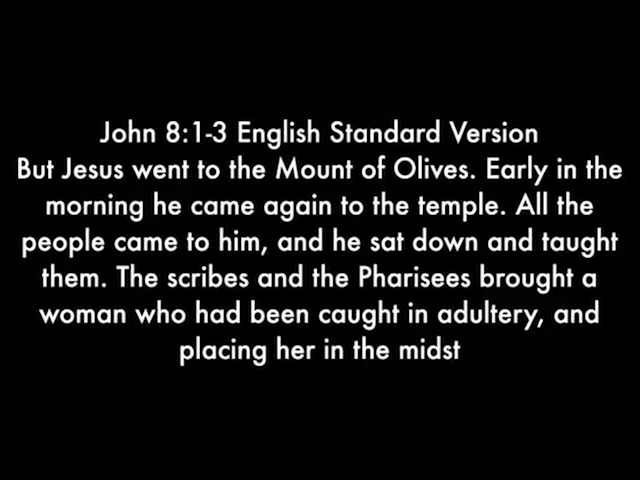 John 8:1-3 English Standard Version
But Jesus went to the Mount of Olives. Early in the
morning he came again to the temple. All the
people came to him, and he sat down and taught
them. The scribes and the Pharisees brought a
woman who had been caught in adultery, and
placing her in the midst